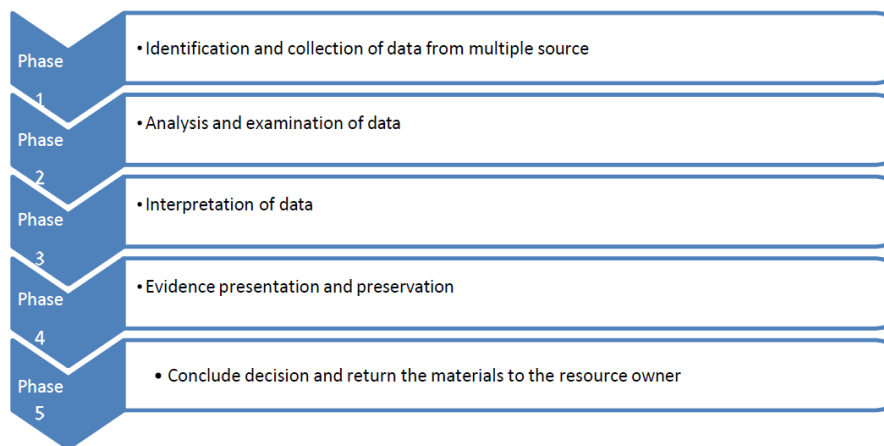 Phase
1
• Identification and collection of data from multiple source
Phase
2
• Analysis and examination of data
Phase
3
• Interpretation of data
Phase
4
• Evidence presentation and preservation
Phase
5
• Conclude decision and return the materials to the resource owner